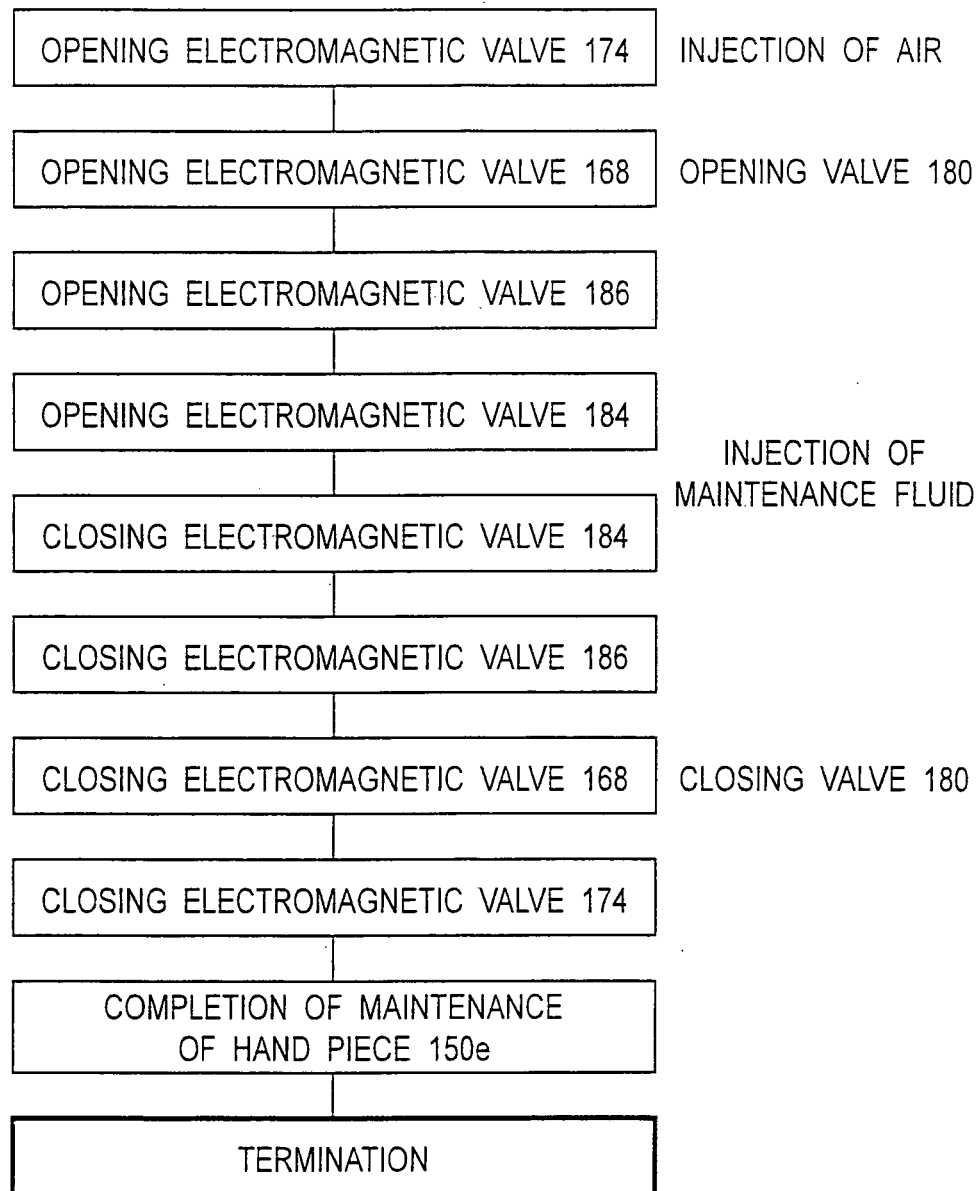 OPENING ELECTROMAGNETIC VALVE 174 INJECTION OF AIR
OPENING ELECTROMAGNETIC VALVE 168 OPENING VALVE 180
OPENING ELECTROMAGNETIC VALVE 186
OPENING ELECTROMAGNETIC VALVE 184
INJECTION OF
MAINTENANCE FLUID
CLOSING ELECTROMAGNETIC VALVE 184
CLOSING ELECTROMAGNETIC VALVE 186
CLOSING ELECTROMAGNETIC VALVE 168 CLOSING VALVE 180
CLOSING ELECTROMAGNETIC VALVE 174
COMPLETION OF MAINTENANCE
OF HAND PIECE 150e
TERMINATION